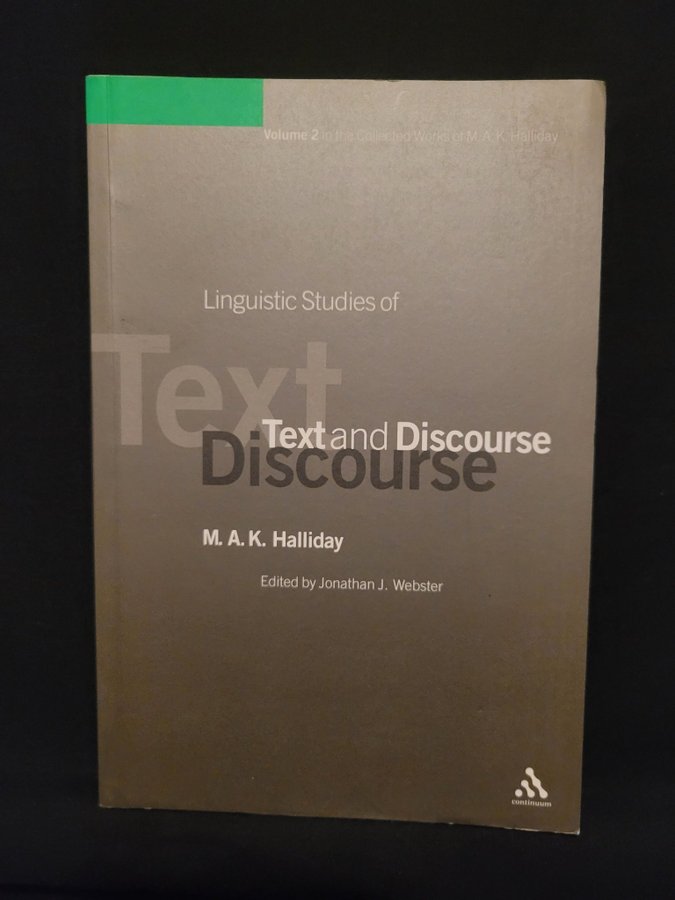 Volume 2 in the Collected Works of M. A. K. Halliday
Linguistic Studies of
Text
Text and Discourse
Discourse
M. A. K. Halliday
Edited by Jonathan J. Webster
continuum